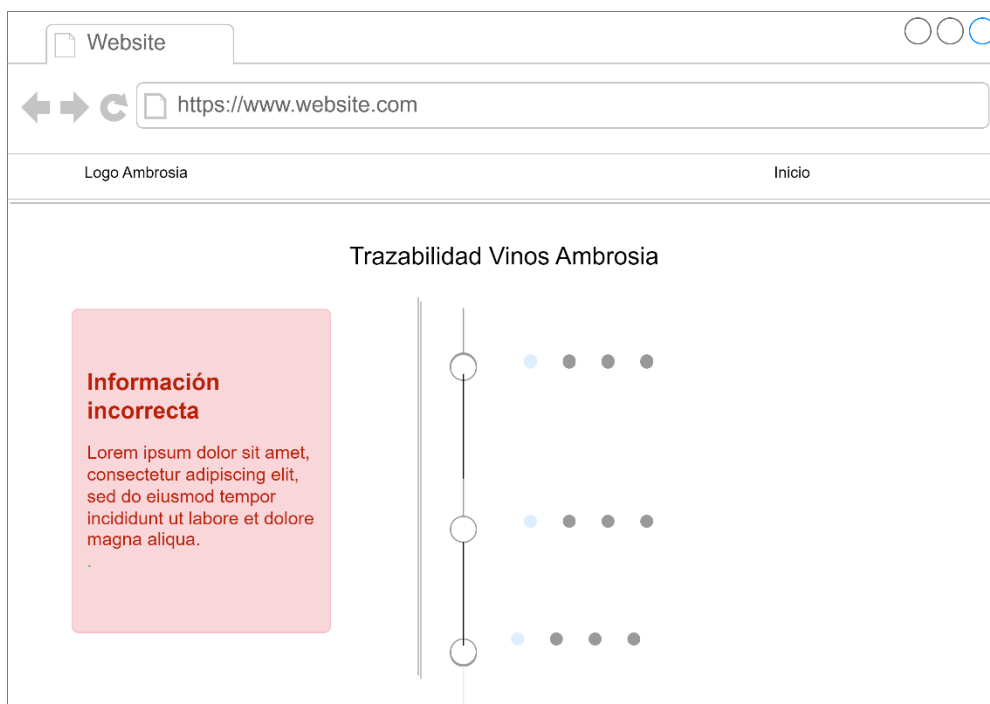 Website
https://www.website.com
Logo Ambrosia
Inicio
Trazabilidad Vinos Ambrosia
Información
incorrecta
Lorem ipsum dolor sit amet,
consectetur adipiscing elit,
sed do eiusmod tempor
incididunt ut labore et dolore
magna aliqua.
.